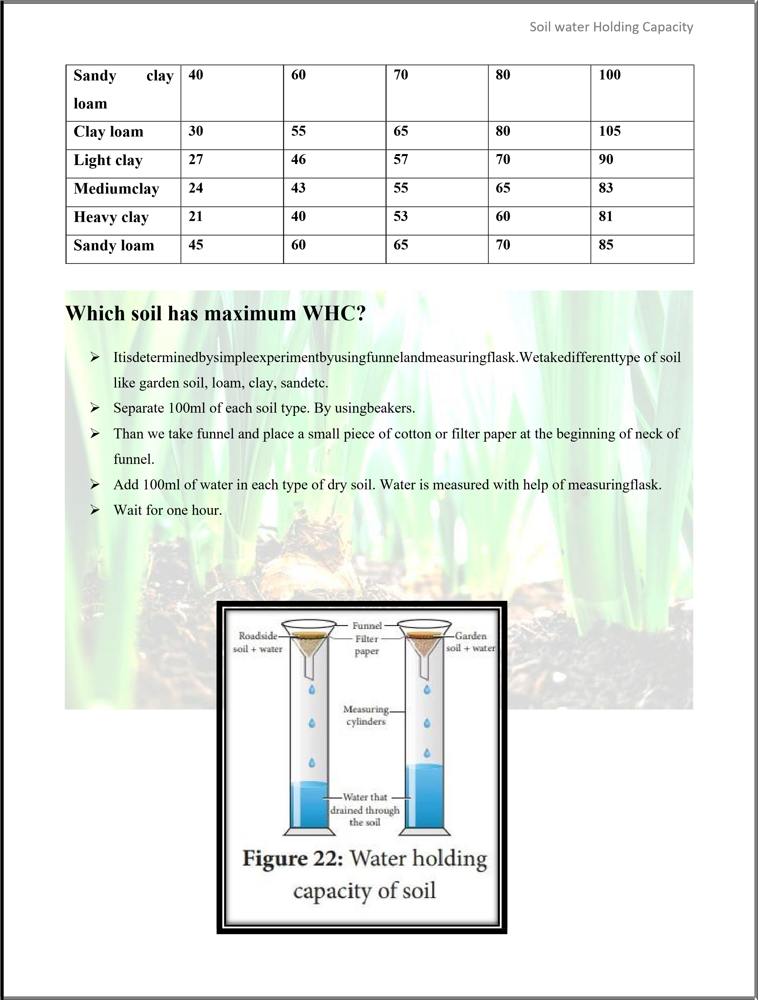 Soil water Holding Capacity
Sandy clay 40 60 70 80 100
loam
Clay loam 30 55 65 80 105
Light clay 27 46 57 70 90
Mediumclay 24 43 55 65 83
Heavy clay 21 40 53 60 81
Sandy loam 45 60 65 70 85
Which soil has maximum WHC?
➢ Itisdeterminedbysimpleexperimentbyusingfunnelandmeasuringflask.Wetakedifferenttype of soil
like garden soil, loam, clay, sandetc.
➢ Separate 100ml of each soil type. By usingbeakers.
➢ Than we take funnel and place a small piece of cotton or filter paper at the beginning of neck of
funnel.
➢ Add 100ml of water in each type of dry soil. Water is measured with help of measuringflask.
➢ Wait for one hour.
Funnel
Roadside
soil + water
Filter
paper
Garden
soil + water
Measuring
cylinders
Water that
drained through
the soil
Figure 22: Water holding
capacity of soil